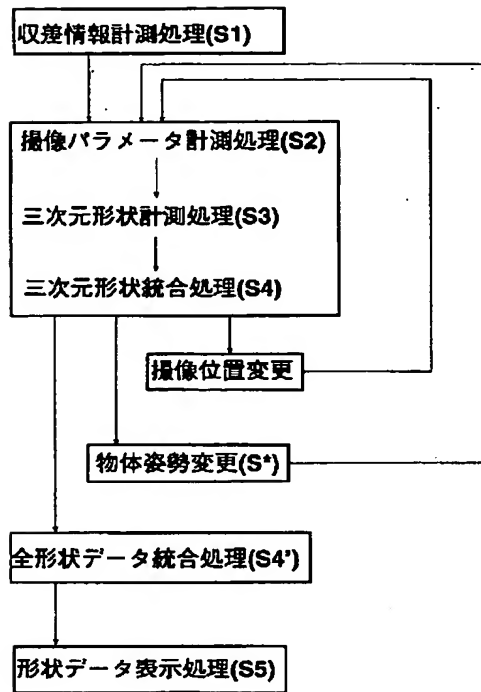 収差情報計測処理(S1)
撮像パラメータ計測処理(S2)
三次元形状計測処理(S3)
三次元形状統合処理(S4)
撮像位置変更
物体姿勢変更(S*)
全形状データ統合処理(S4')
形状データ表示処理(S5)